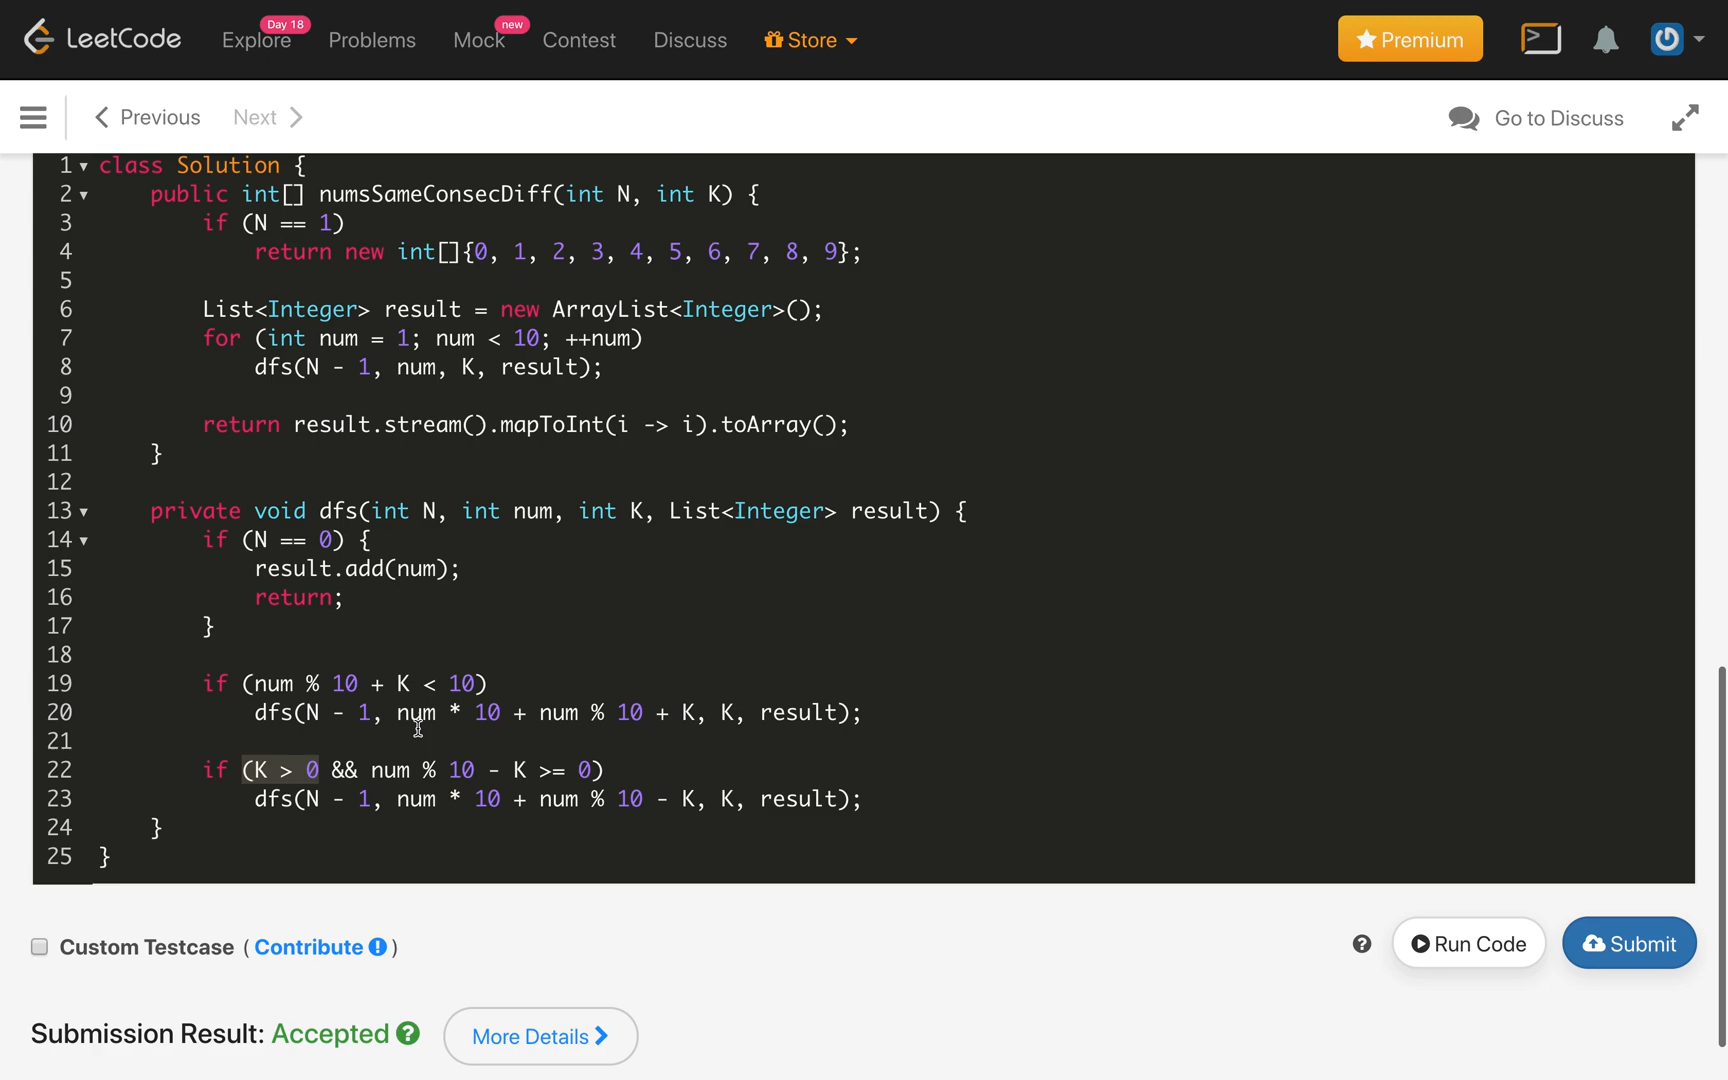 LeetCode
Day 18
Explore
Problems
new
Mock
Contest
Discuss
Store
Premium
Previous
Next
Go to Discuss
1 class Solution {
2     public int[] numsSameConsecDiff(int N, int K) {
3         if (N == 1)
4             return new int[]{0, 1, 2, 3, 4, 5, 6, 7, 8, 9};
5
6         List<Integer> result = new ArrayList<Integer>();
7         for (int num = 1; num < 10; ++num)
8             dfs(N - 1, num, K, result);
9
10         return result.stream().mapToInt(i -> i).toArray();
11     }
12
13     private void dfs(int N, int num, int K, List<Integer> result) {
14         if (N == 0) {
15             result.add(num);
16             return;
17         }
18
19         if (num % 10 + K < 10)
20             dfs(N - 1, num * 10 + num % 10 + K, K, result);
21
22         if (K > 0 && num % 10 - K >= 0)
23             dfs(N - 1, num * 10 + num % 10 - K, K, result);
24     }
25 }
Custom Testcase ( Contribute )
Run Code
Submit
Submission Result: Accepted
More Details